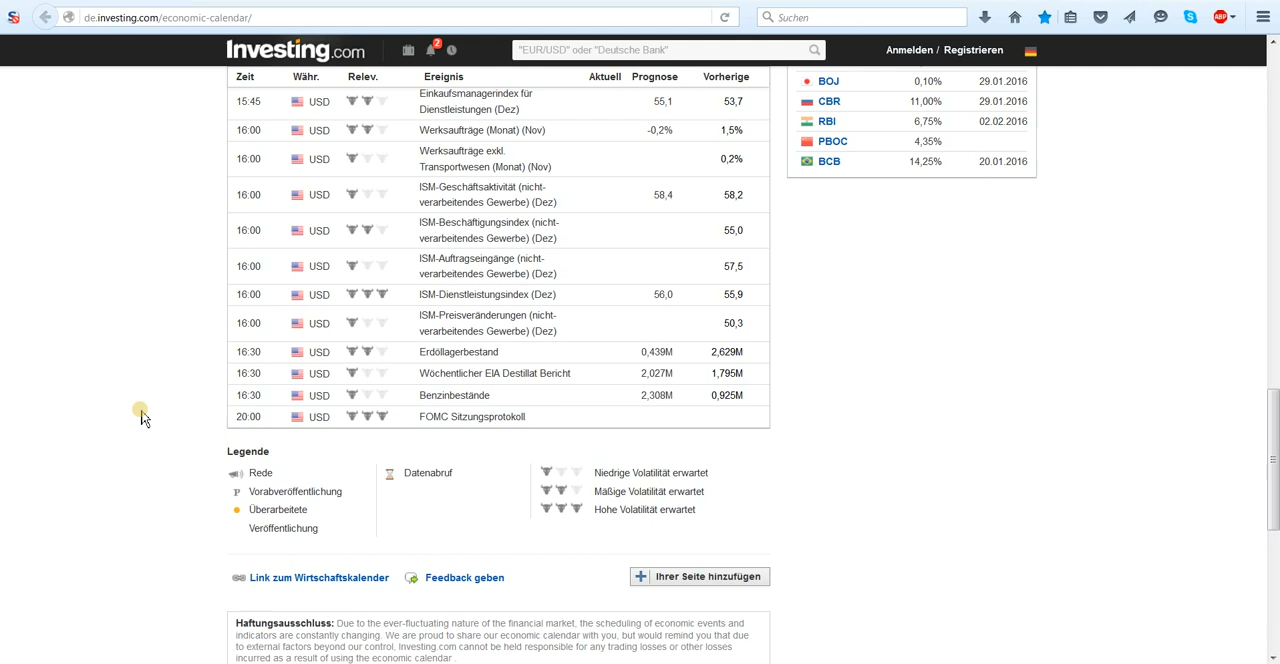 de.investing.com/economic-calendar/
Suchen
ABP
Investing.com
2
"EUR/USD" oder "Deutsche Bank"
Anmelden / Registrieren
Zeit Währ. Relev. Ereignis Aktuell Prognose Vorherige
15:45 USD Einkaufsmanagerindex für Dienstleistungen (Dez) 55,1 53,7
16:00 USD Werksaufträge (Monat) (Nov) -0,2% 1,5%
16:00 USD Werksaufträge exkl. Transportwesen (Monat) (Nov) 0,2%
16:00 USD ISM-Geschäftsaktivität (nicht-verarbeitendes Gewerbe) (Dez) 58,4 58,2
16:00 USD ISM-Beschäftigungsindex (nicht-verarbeitendes Gewerbe) (Dez) 55,0
16:00 USD ISM-Auftragseingänge (nicht-verarbeitendes Gewerbe) (Dez) 57,5
16:00 USD ISM-Dienstleistungsindex (Dez) 56,0 55,9
16:00 USD ISM-Preisveränderungen (nicht-verarbeitendes Gewerbe) (Dez) 50,3
16:30 USD Erdöllagerbestand 0,439M 2,629M
16:30 USD Wöchentlicher EIA Destillat Bericht 2,027M 1,795M
16:30 USD Benzinbestände 2,308M 0,925M
20:00 USD FOMC Sitzungsprotokoll
BOJ 0,10% 29.01.2016
CBR 11,00% 29.01.2016
RBI 6,75% 02.02.2016
PBOC 4,35%
BCB 14,25% 20.01.2016
Legende
Rede
P Vorabveröffentlichung
Überarbeitete
Veröffentlichung
Datenabruf
Niedrige Volatilität erwartet
Mäßige Volatilität erwartet
Hohe Volatilität erwartet
Link zum Wirtschaftskalender
Feedback geben
Ihrer Seite hinzufügen
Haftungsausschluss: Due to the ever-fluctuating nature of the financial market, the scheduling of economic events and
indicators are constantly changing. We are proud to share our economic calendar with you, but would remind you that due
to external factors beyond our control, Investing.com cannot be held responsible for any trading losses or other losses
incurred as a result of using the economic calendar .